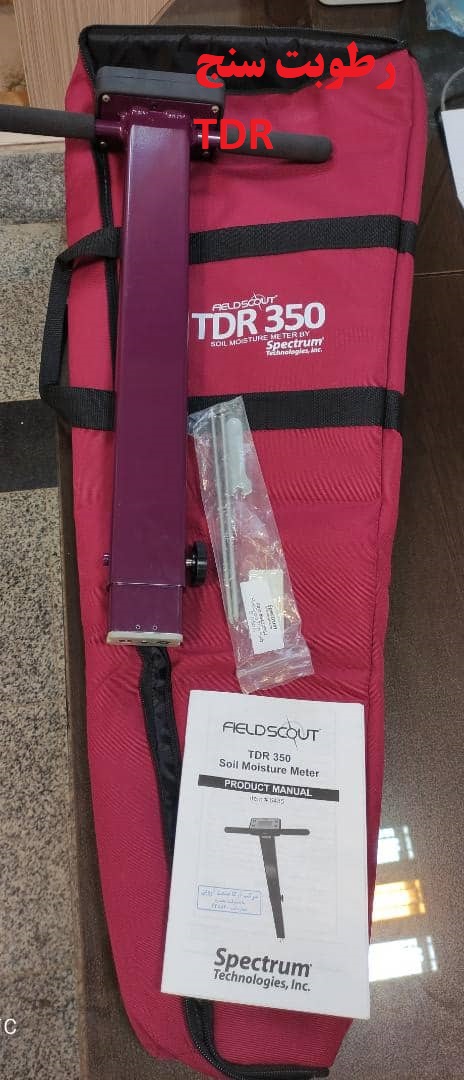 رطوبت سنج
TDR
FIELDSCOUT
TDR 350
SOIL MOISTURE METER BY
Spectrum
Technologies, Inc.
Spectrum
FIELDSCOUT
TDR 350
Soil Moisture Meter
PRODUCT MANUAL
Spectrum
Technologies, Inc.